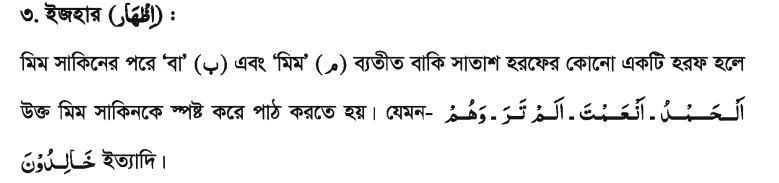 ৩. ইজহার (اِظْهَار) :
মিম সাকিনের পরে ‘বা’ (ب) এবং ‘মিম’ (م) ব্যতীত বাকি সাতাশ হরফের কোনো একটি হরফ হলে
উক্ত মিম সাকিনকে স্পষ্ট করে পাঠ করতে হয়। যেমন- اَلْحَمْدُ ـ اَنْعَمْتَ ـ اَلَمْ تَرَ ـ وَهُمْ
خَالِدُوْنَ ইত্যাদি।